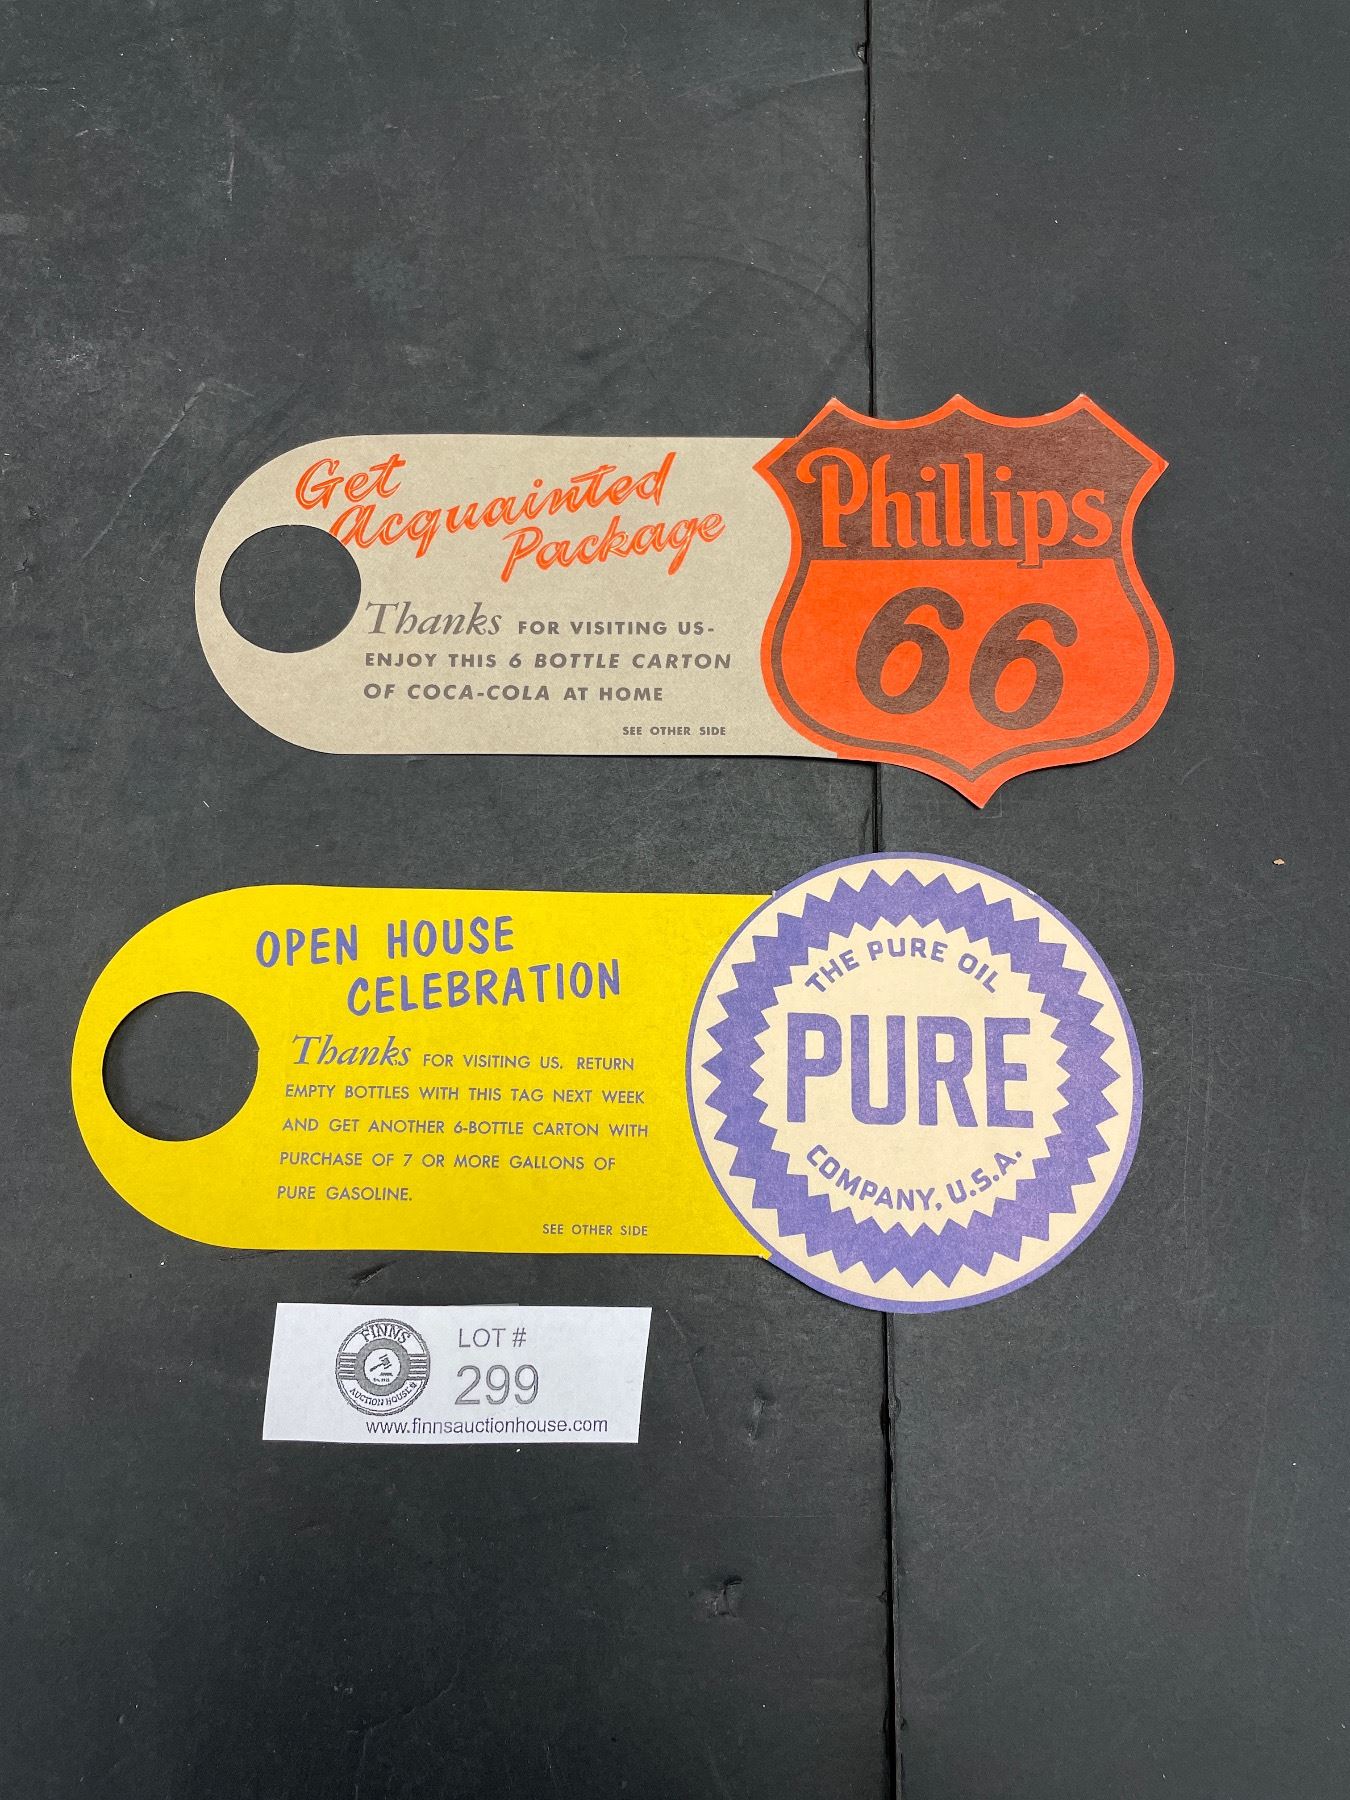 Get
Acquainted
Package
Thanks FOR VISITING US-
ENJOY THIS 6 BOTTLE CARTON
OF COCA-COLA AT HOME
SEE OTHER SIDE
Phillips
66
OPEN HOUSE
CELEBRATION
Thanks FOR VISITING US. RETURN
EMPTY BOTTLES WITH THIS TAG NEXT WEEK
AND GET ANOTHER 6-BOTTLE CARTON WITH
PURCHASE OF 7 OR MORE GALLONS OF
PURE GASOLINE.
SEE OTHER SIDE
THE PURE OIL
PURE
COMPANY, U.S.A.
FINNS
AUCTION HOUSE
LOT #
299
www.finnsauctionhouse.com